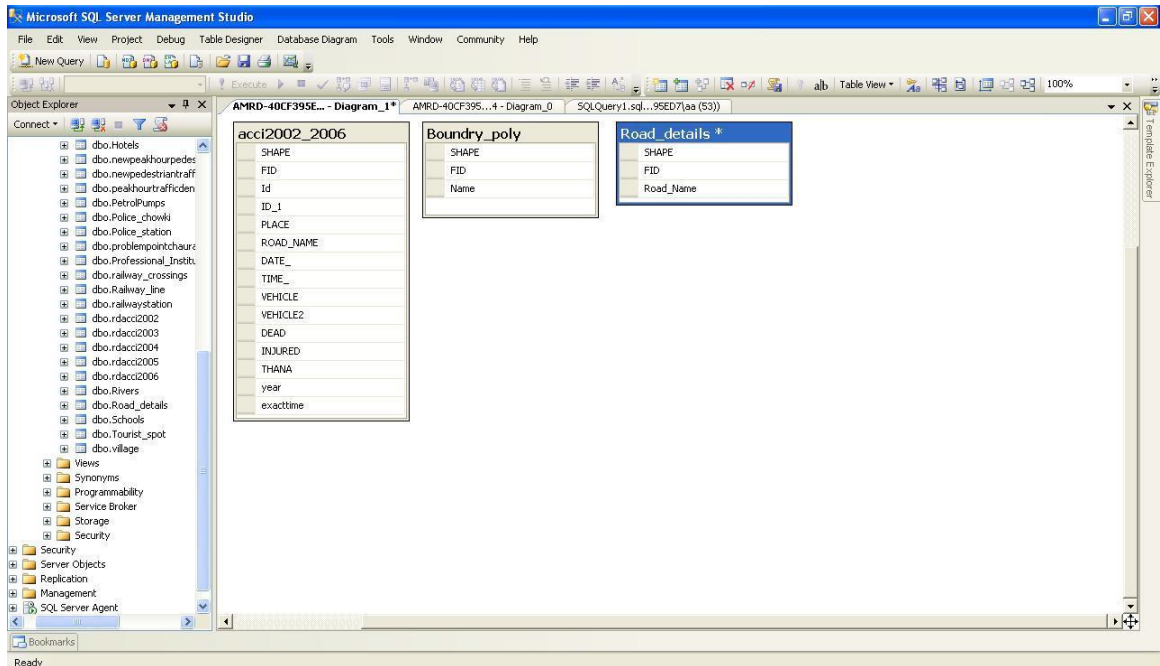 Microsoft SQL Server Management Studio
File Edit View Project Debug Table Designer Database Diagram Tools Window Community Help
New Query
Execute Table View 100%
Object Explorer
AMRD-40CF395E... - Diagram_1* AMRD-40CF395...4 - Diagram_0 SQLQuery1.sql...95ED7\aa (53))
Connect
dbo.Hotels
dbo.newpeakhourpedes
dbo.newpedestriantraff
dbo.peakhourtrafficden
dbo.PetrolPumps
dbo.Police_chowki
dbo.Police_station
dbo.problempointchaura
dbo.Professional_Institu
dbo.railway_crossings
dbo.Railway_line
dbo.railwaystation
dbo.rdacci2002
dbo.rdacci2003
dbo.rdacci2004
dbo.rdacci2005
dbo.rdacci2006
dbo.Rivers
dbo.Road_details
dbo.Schools
dbo.Tourist_spot
dbo.village
Views
Synonyms
Programmability
Service Broker
Storage
Security
Security
Server Objects
Replication
Management
SQL Server Agent
acci2002_2006
SHAPE
FID
Id
ID_1
PLACE
ROAD_NAME
DATE_
TIME_
VEHICLE
VEHICLE2
DEAD
INJURED
THANA
year
exacttime
Boundry_poly
SHAPE
FID
Name
Road_details *
SHAPE
FID
Road_Name
Template Explorer
Bookmarks
Ready